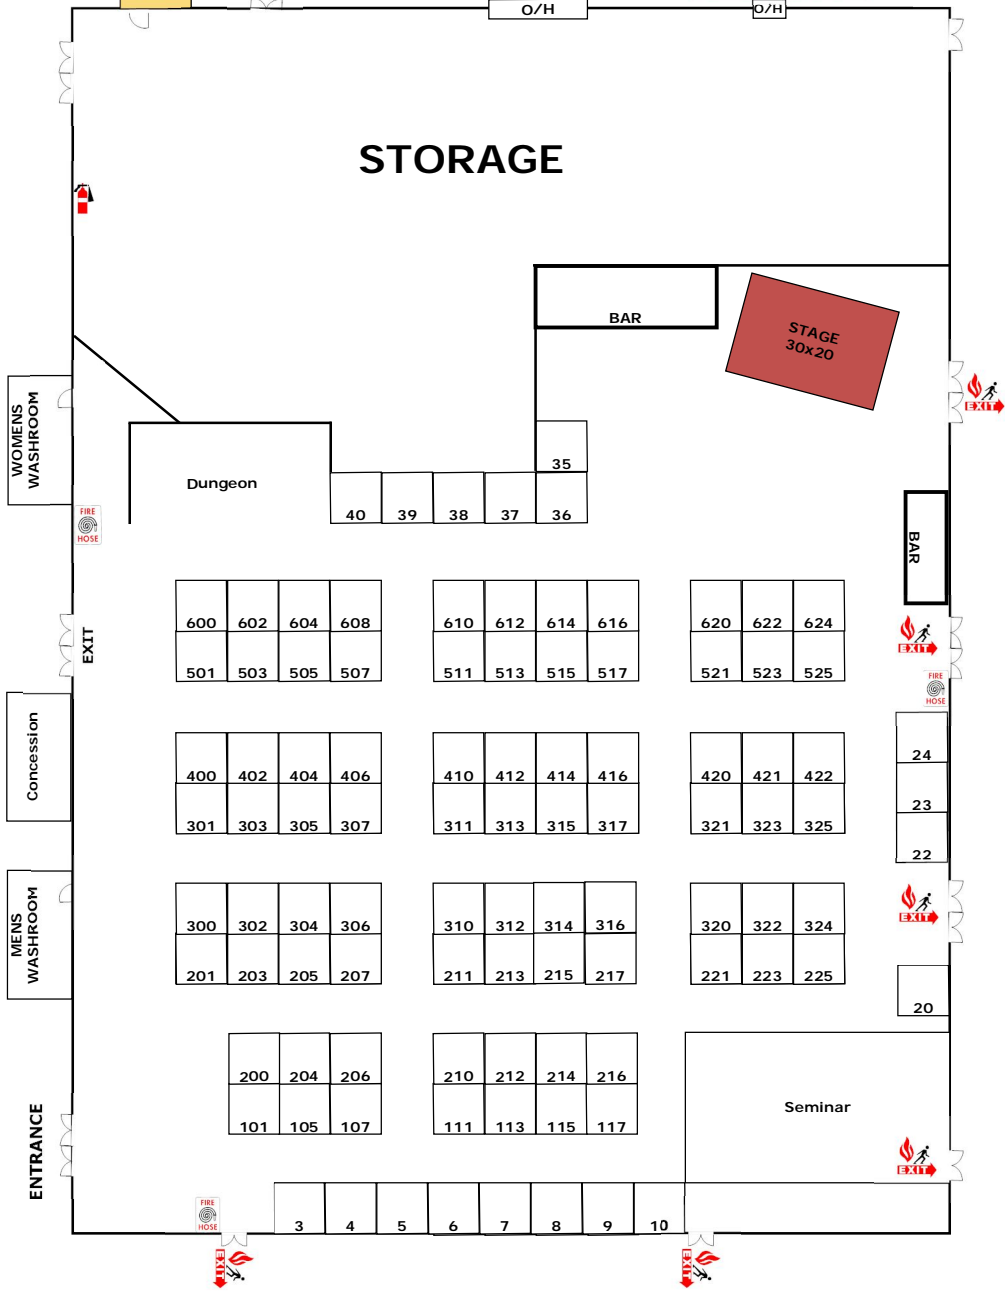 O/H
O/H
STORAGE
BAR
STAGE
30x20
WOMENS
WASHROOM
EXIT
35
Dungeon
40 39 38 37 36
FIRE
HOSE
BAR
600 602 604 608 610 612 614 616 620 622 624
EXIT
EXIT
501 503 505 507 511 513 515 517 521 523 525
FIRE
HOSE
Concession
24
400 402 404 406 410 412 414 416 420 421 422
23
301 303 305 307 311 313 315 317 321 323 325
22
MENS
WASHROOM
EXIT
300 302 304 306 310 312 314 316 320 322 324
201 203 205 207 211 213 215 217 221 223 225
20
200 204 206 210 212 214 216
Seminar
101 105 107 111 113 115 117
ENTRANCE
EXIT
FIRE
HOSE
3 4 5 6 7 8 9 10
EXIT
EXIT